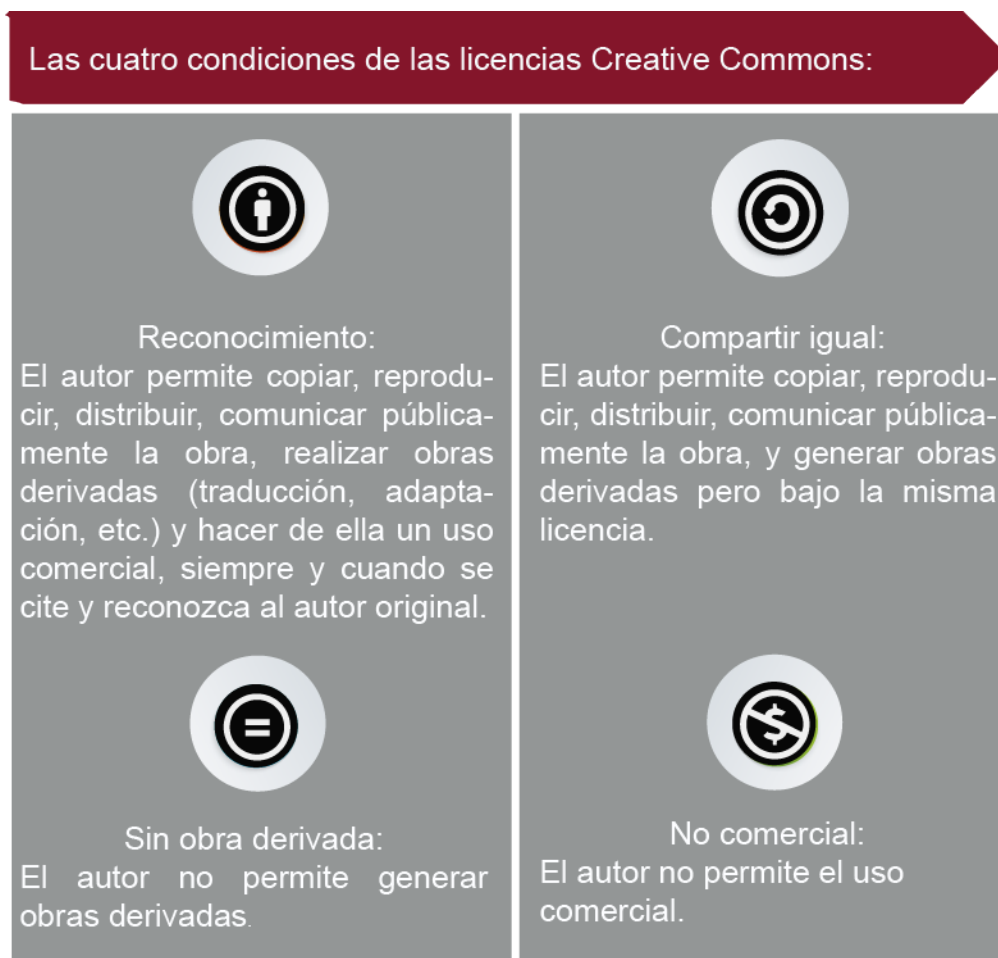 Las cuatro condiciones de las licencias Creative Commons:
Reconocimiento:
El autor permite copiar, reprodu-
cir, distribuir, comunicar pública-
mente la obra, realizar obras
derivadas (traducción, adapta-
ción, etc.) y hacer de ella un uso
comercial, siempre y cuando se
cite y reconozca al autor original.
Compartir igual:
El autor permite copiar, reprodu-
cir, distribuir, comunicar pública-
mente la obra, y generar obras
derivadas pero bajo la misma
licencia.
=
Sin obra derivada:
El autor no permite generar
obras derivadas.
$
No comercial:
El autor no permite el uso
comercial.